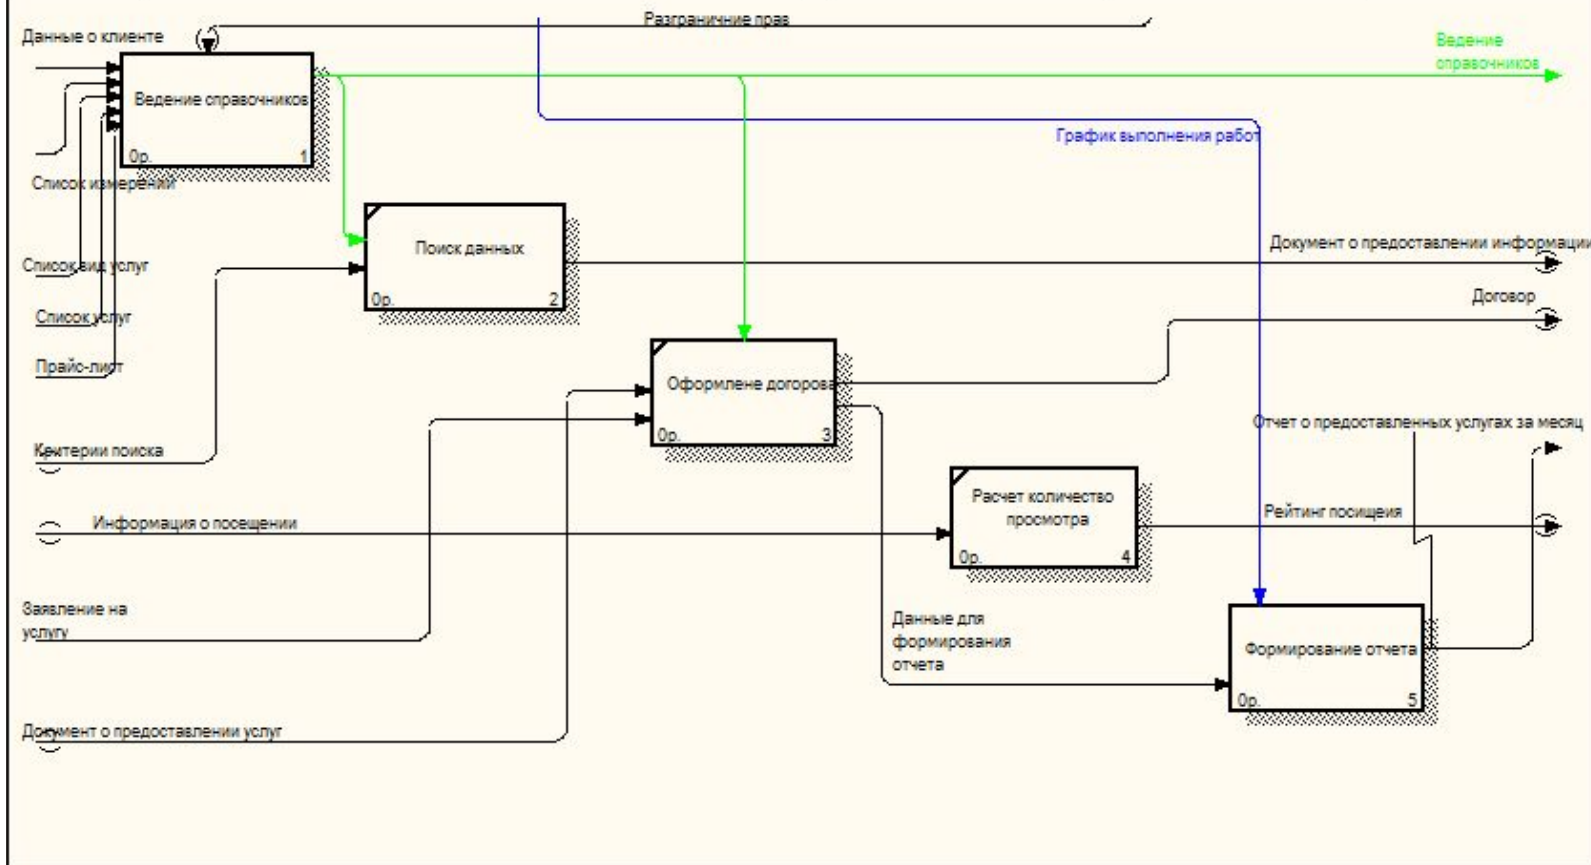 Разграничние прав
Данные о клиенте
Ведение
справочников
Ведение справочников
0р.
1
График выполнения работ
Список измерений
Поиск данных
0р.
2
Документ о предоставлении информации
Список вид услуг
Договор
Список услуг
Прайс-лист
Оформлене догорова
0р.
3
Отчет о предоставленных услугах за месяц
Критерии поиска
Расчет количество
просмотра
0р.
4
Рейтинг посищеия
Информация о посещении
Заявление на
услугу
Данные для
формирования
отчета
Формирование отчета
0р.
5
Документ о предоставлении услуг